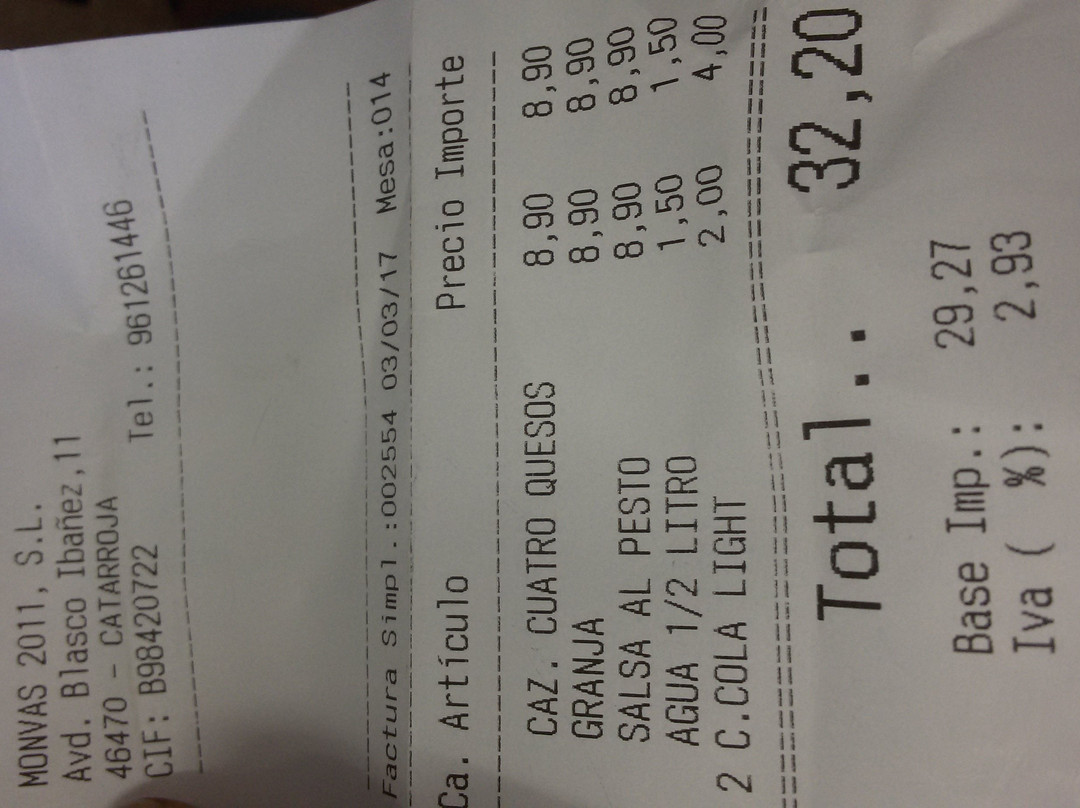 MONVAS 2011, S.L.
Avd. Blasco Ibañez,11
46470 - CATARROJA
CIF: B98420722 Tel.: 961261446
Factura Simpl.:002554 03/03/17 Mesa:014
Ca. Artículo Precio Importe
CAZ. CUATRO QUESOS 8,90 8,90
GRANJA 8,90 8,90
SALSA AL PESTO 8,90 8,90
AGUA 1/2 LITRO 1,50 1,50
2 C.COLA LIGHT 2,00 4,00
Total.. 32,20
Base Imp.: 29,27
Iva ( %): 2,93